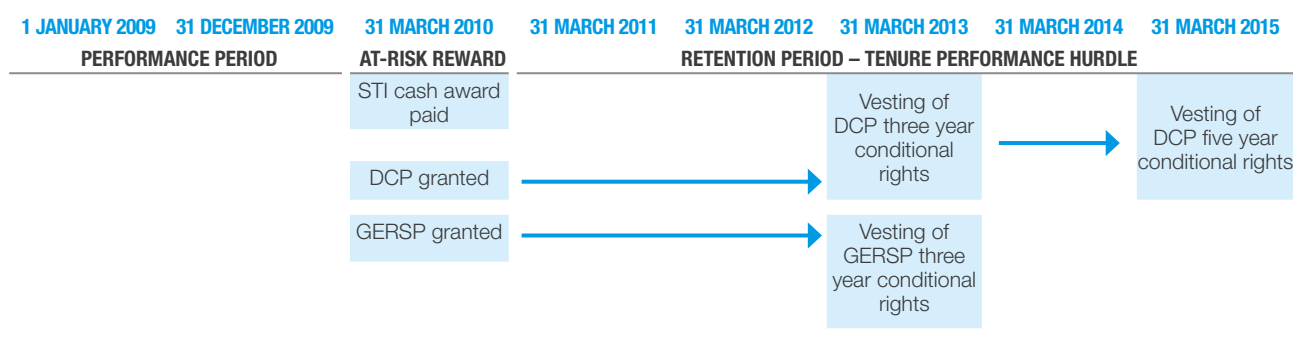 1 JANUARY 2009 31 DECEMBER 2009 31 MARCH 2010 31 MARCH 2011 31 MARCH 2012 31 MARCH 2013 31 MARCH 2014 31 MARCH 2015
PERFORMANCE PERIOD AT-RISK REWARD RETENTION PERIOD – TENURE PERFORMANCE HURDLE
STI cash award
paid
DCP granted
GERSP granted
Vesting of
DCP three year
conditional
rights
Vesting of
GERSP three
year conditional
rights
Vesting of
DCP five year
conditional rights